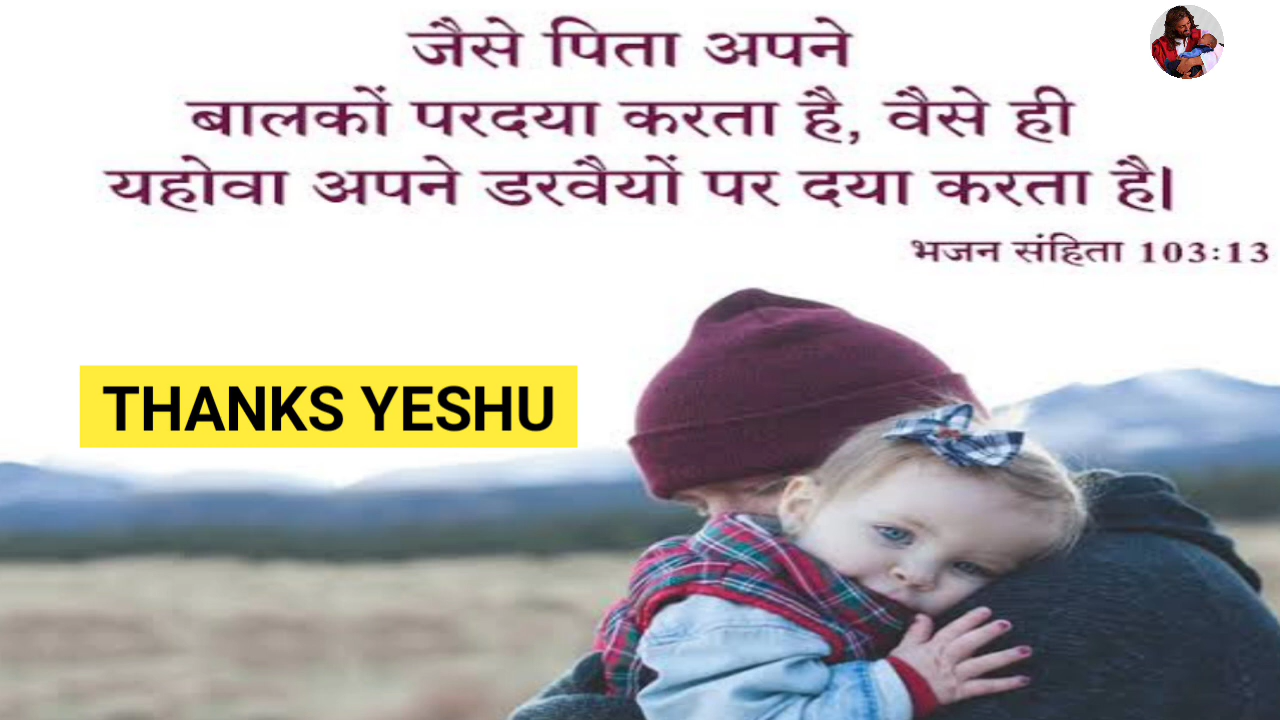 जैसे पिता अपने
बालकों परदया करता है, वैसे ही
यहोवा अपने डरवैयों पर दया करता है|
भजन संहिता 103:13
THANKS YESHU